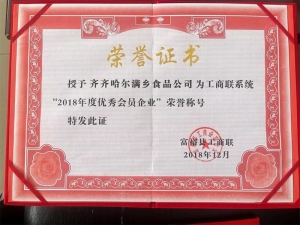 荣誉证书
授予 齐齐哈尔满乡食品公司 为工商联系统
“2018年度优秀会员企业”荣誉称号
特发此证
富裕县工商联
2018年12月